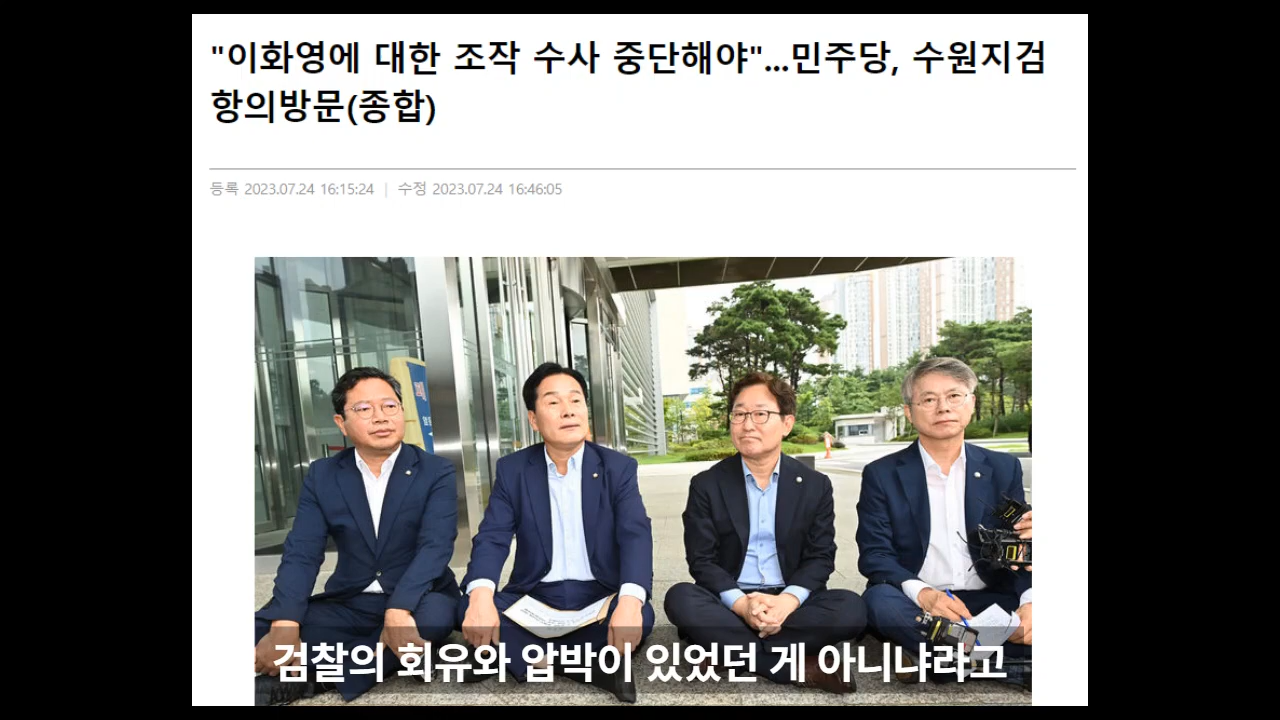 "이화영에 대한 조작 수사 중단해야"...민주당, 수원지검
항의방문(종합)
등록 2023.07.24 16:15:24 | 수정 2023.07.24 16:46:05
검찰의 회유와 압박이 있었던 게 아니냐라고